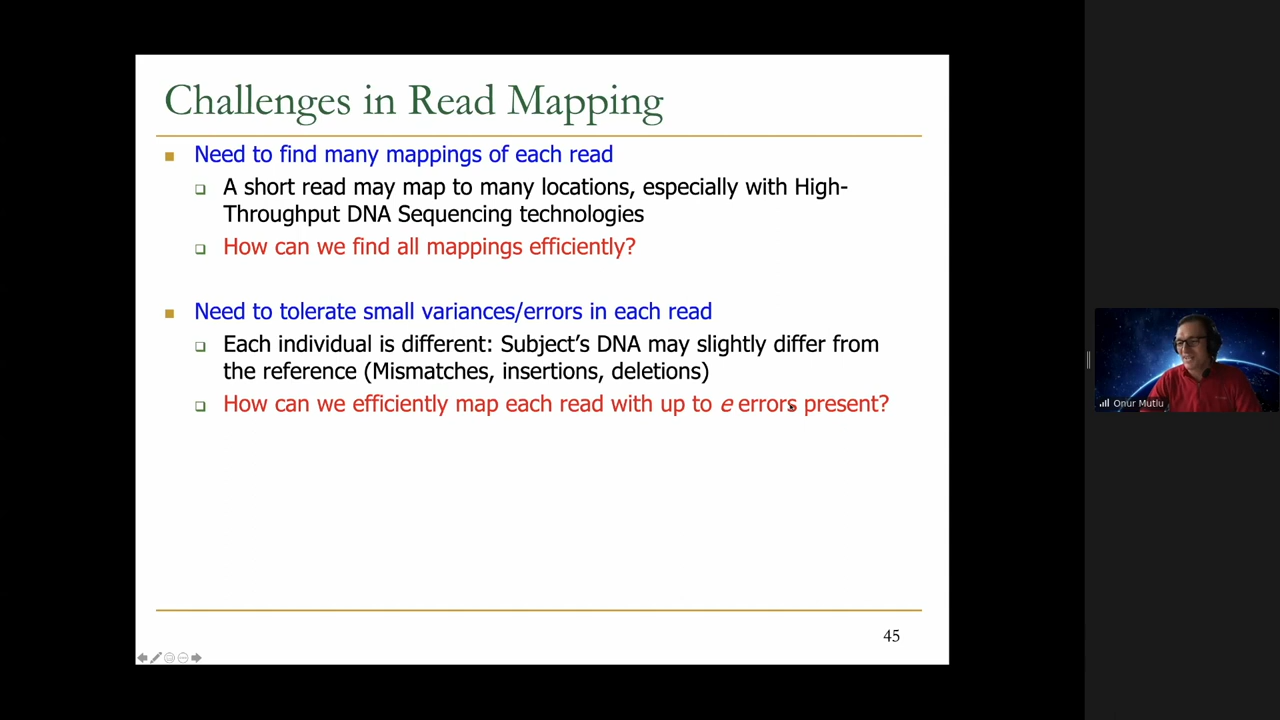 Challenges in Read Mapping
Need to find many mappings of each read
A short read may map to many locations, especially with High-
Throughput DNA Sequencing technologies
How can we find all mappings efficiently?
Need to tolerate small variances/errors in each read
Each individual is different: Subject's DNA may slightly differ from
the reference (Mismatches, insertions, deletions)
How can we efficiently map each read with up to e errors present?
45
Onur Mutlu